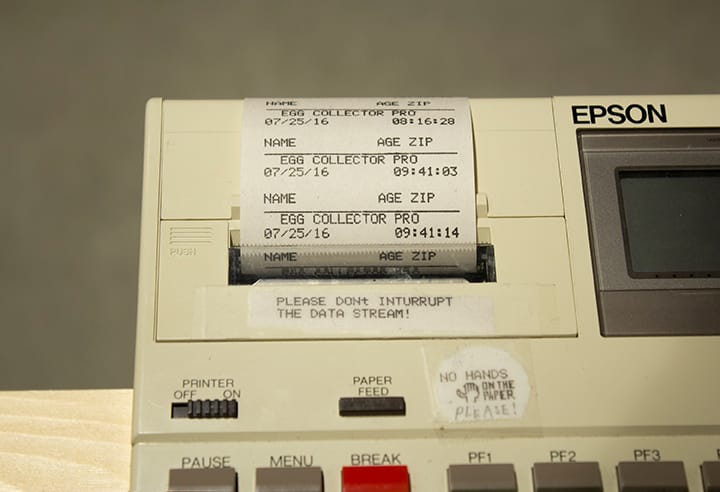 NAME AGE ZIP
EGG COLLECTOR PRO
07/25/16 08:16:28
NAME AGE ZIP
EGG COLLECTOR PRO
07/25/16 09:41:03
NAME AGE ZIP
EGG COLLECTOR PRO
07/25/16 09:41:14
NAME AGE ZIP
EPSON
PUSH
PLEASE DONt INTURRUPT
THE DATA STREAM!
PRINTER
OFF ON
PAPER
FEED
NO HANDS
ON THE
PAPER
PLEASE!
PAUSE MENU BREAK PF1 PF2 PF3